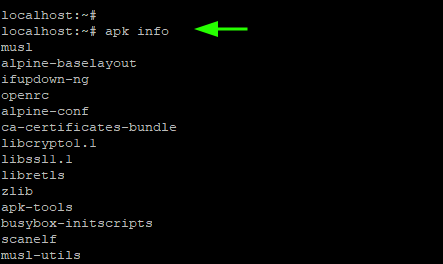 localhost:~#
localhost:~# apk info
musl
alpine-baselayout
ifupdown-ng
openrc
alpine-conf
ca-certificates-bundle
libcrypto1.1
libssl1.1
libretls
zlib
apk-tools
busybox-initscripts
scanelf
musl-utils